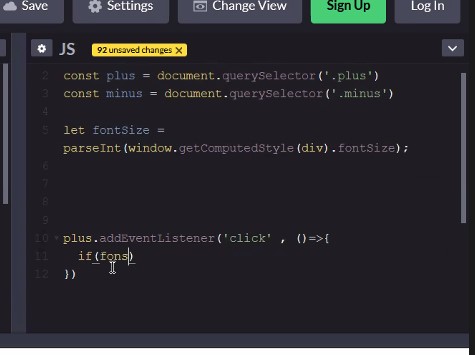 Save Settings Change View Sign Up Log In
JS 92 unsaved changes ×
2 const plus = document.querySelector('.plus')
3 const minus = document.querySelector('.minus')
4
5 let fontSize =
parseInt(window.getComputedStyle(div).fontSize);
6
7
8
9
10 plus.addEventListener('click' , ()=>{
11 if(fons)
12 })